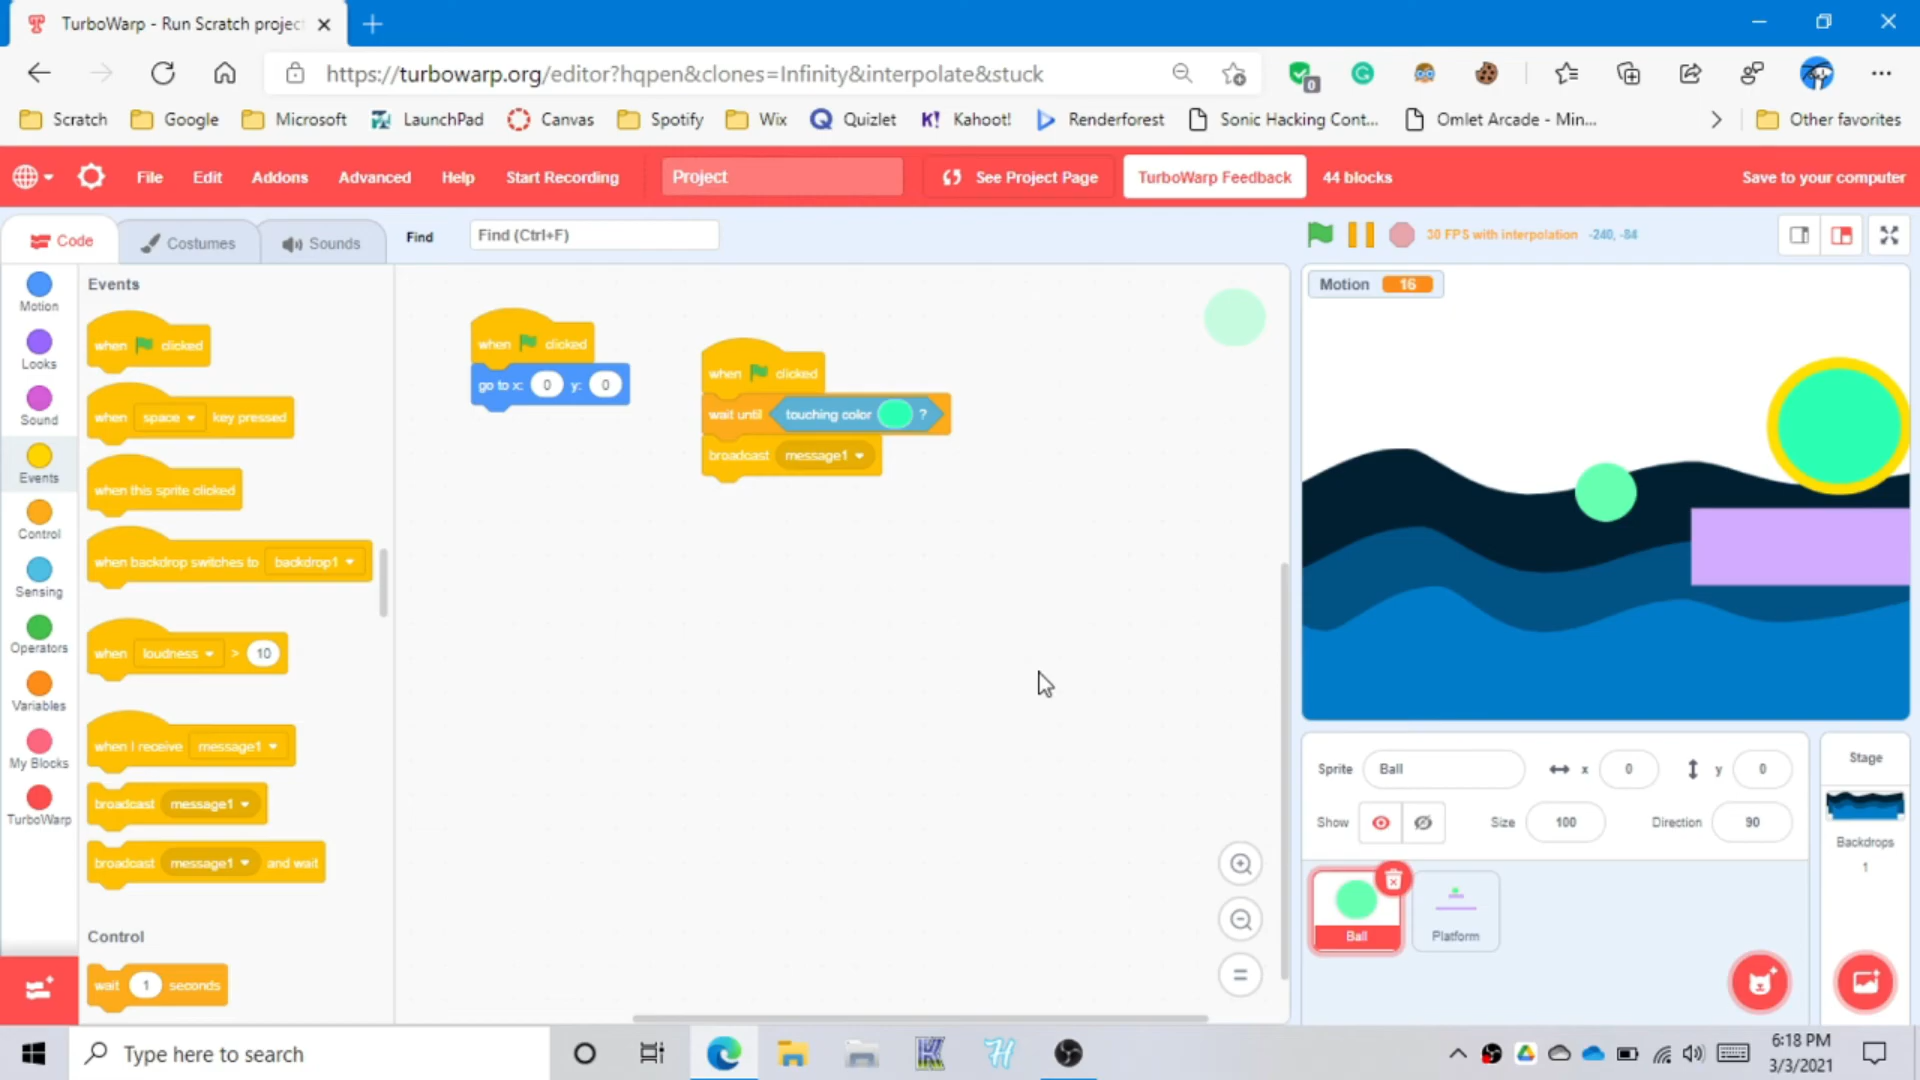 TurboWarp - Run Scratch projec
https://turbowarp.org/editor?hqpen&clones=Infinity&interpolate&stuck
0
Scratch Google Microsoft LaunchPad Canvas Spotify Wix Quizlet K! Kahoot! Renderforest Sonic Hacking Cont... Omlet Arcade - Min... Other favorites
File Edit Addons Advanced Help Start Recording Project See Project Page TurboWarp Feedback 44 blocks Save to your computer
Code Costumes Sounds Find Find (Ctrl+F)
30 FPS with interpolation -240, -84
Motion
Looks
Sound
Events
Control
Sensing
Operators
Variables
My Blocks
TurboWarp
Events
when clicked
when space key pressed
when this sprite clicked
when backdrop switches to backdrop1
when loudness > 10
when I receive message1
broadcast message1
broadcast message1 and wait
Control
wait 1 seconds
when clicked
go to x: 0 y: 0
when clicked
wait until touching color ?
broadcast message1
Motion 16
Sprite Ball x 0 y 0
Show Size 100 Direction 90
Ball
Platform
Stage
Backdrops
1
Type here to search
6:18 PM
3/3/2021